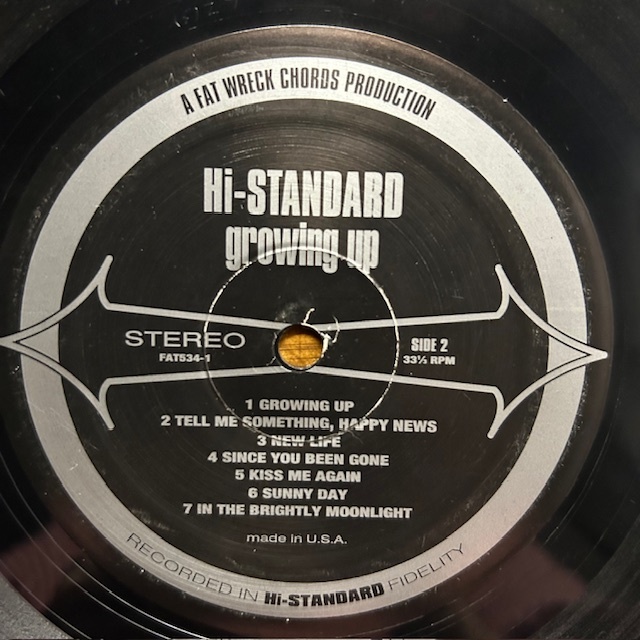 A FAT WRECK CHORDS PRODUCTION
Hi-STANDARD
growing up
STEREO
FAT534-1
SIDE 2
33⅓ RPM
1 GROWING UP
2 TELL ME SOMETHING, HAPPY NEWS
3 NEW LIFE
4 SINCE YOU BEEN GONE
5 KISS ME AGAIN
6 SUNNY DAY
7 IN THE BRIGHTLY MOONLIGHT
made in U.S.A.
RECORDED IN Hi-STANDARD FIDELITY